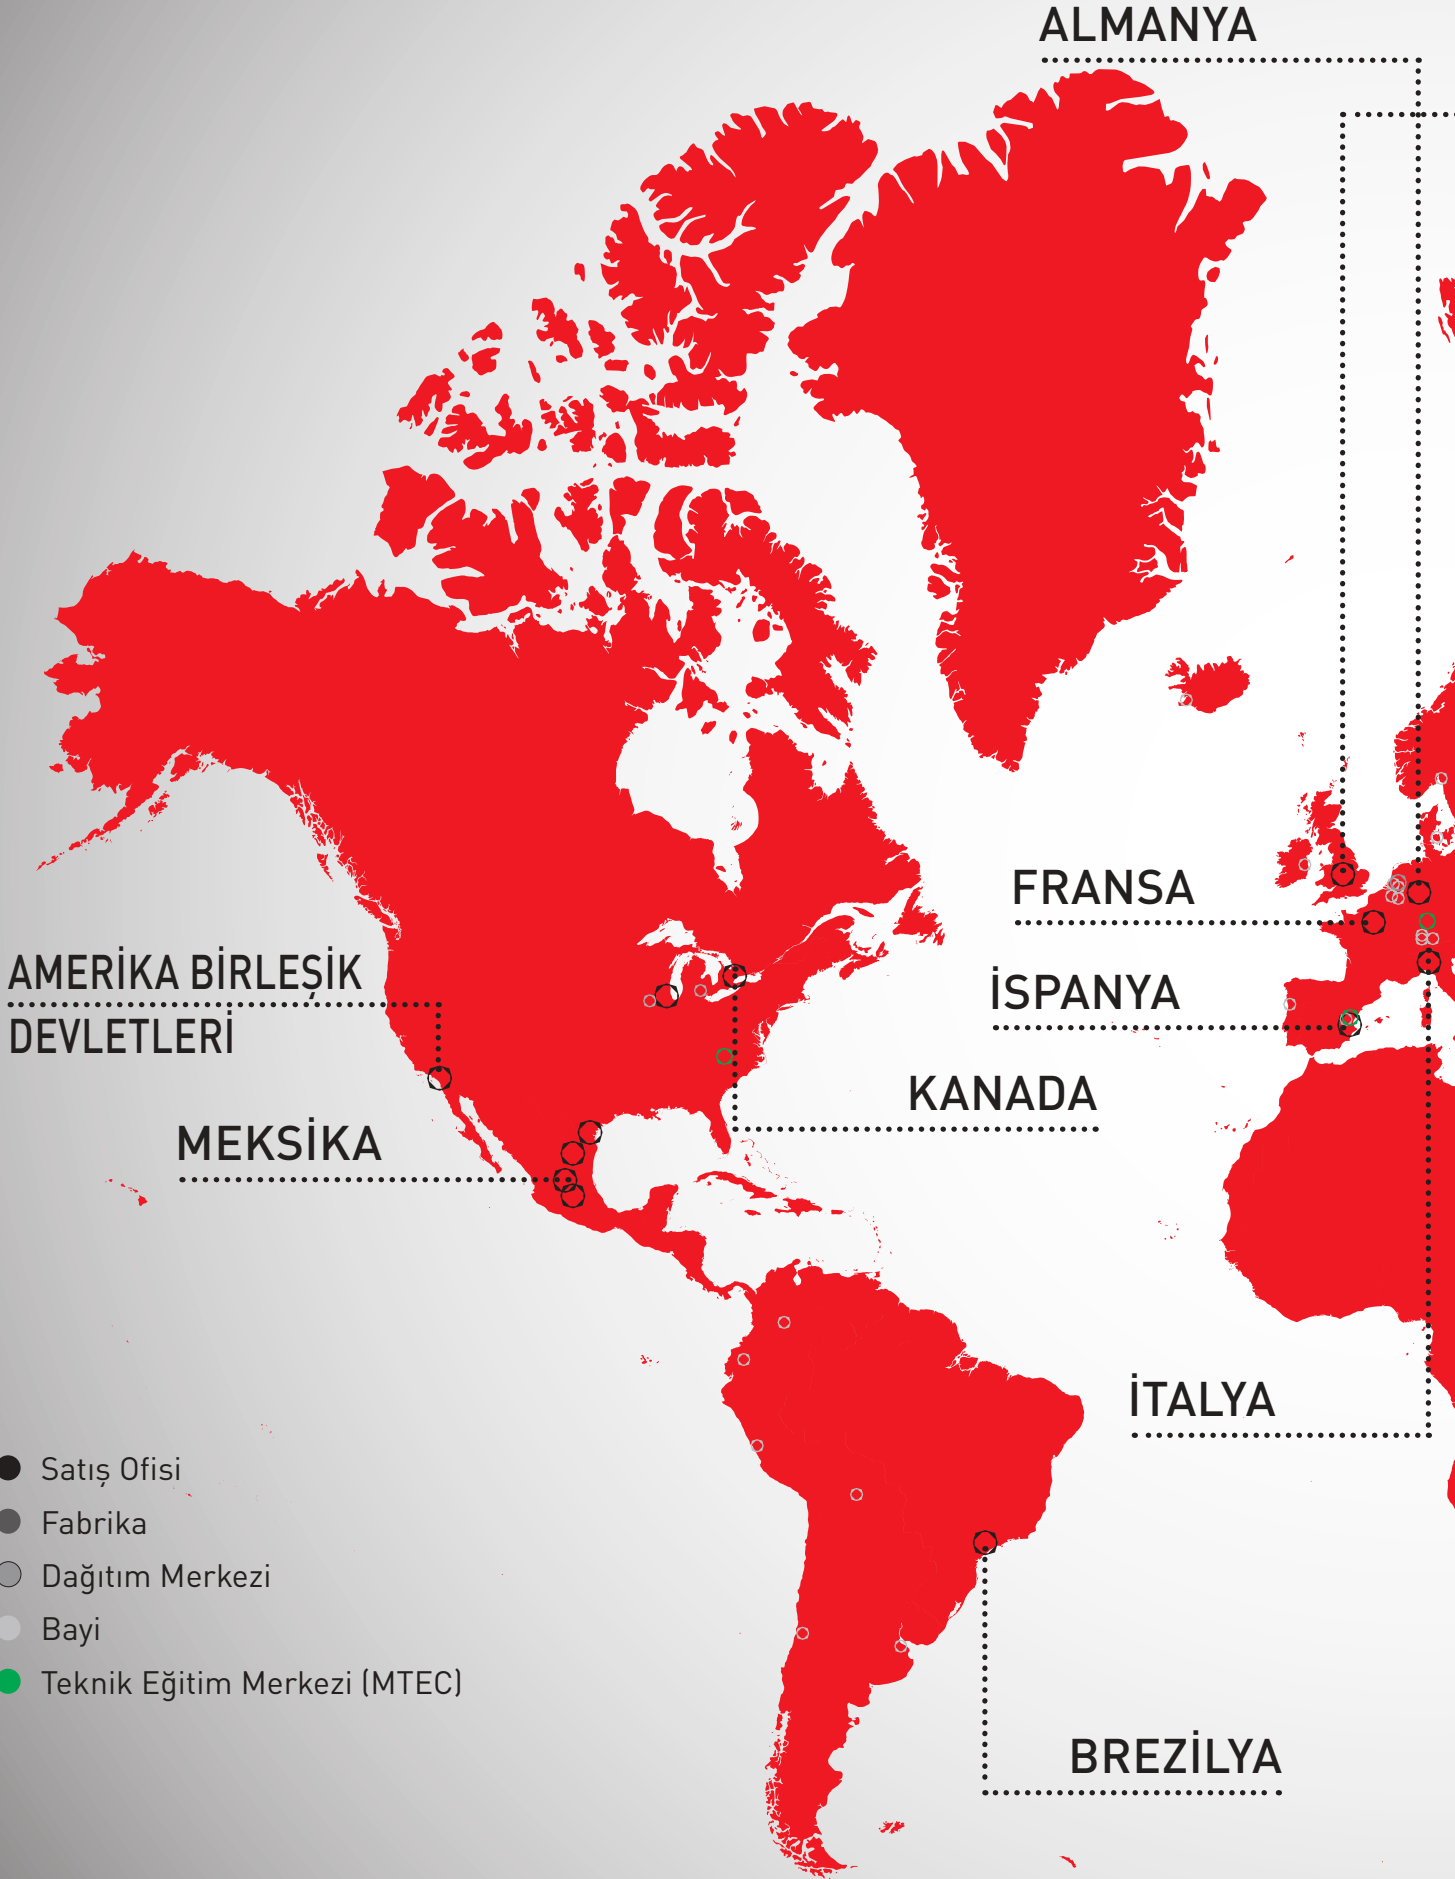 ALMANYA
FRANSA
AMERİKA BİRLEŞİK
DEVLETLERİ
İSPANYA
KANADA
MEKSİKA
İTALYA
Satış Ofisi
Fabrika
Dağıtım Merkezi
Bayi
Teknik Eğitim Merkezi (MTEC)
BREZİLYA